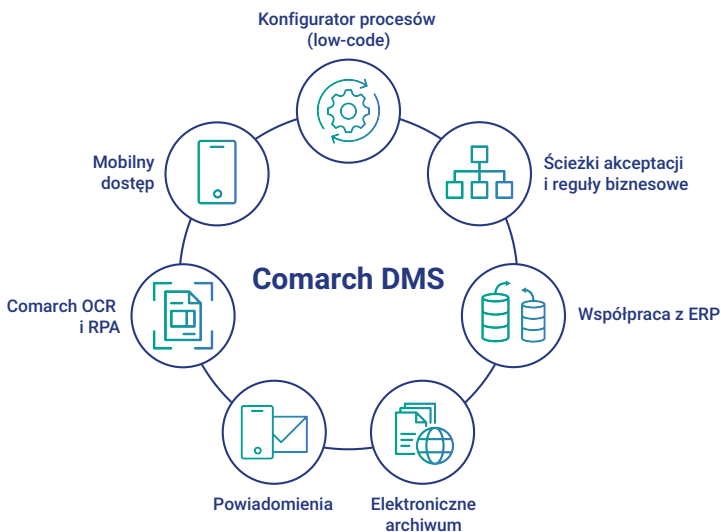 Konfigurator procesów
(low-code)
Mobilny
dostęp
Ścieżki akceptacji
i reguły biznesowe
Comarch DMS
Comarch OCR
i RPA
Współpraca z ERP
Powiadomienia
Elektroniczne
archiwum